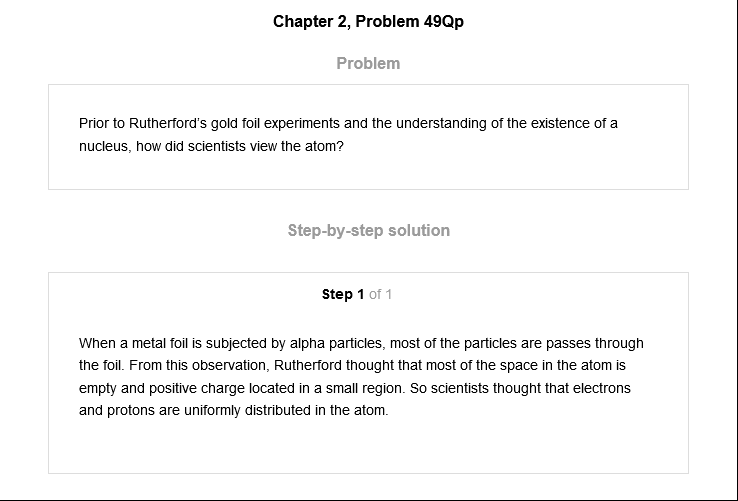 Chapter 2, Problem 49Qp
Problem
Prior to Rutherford's gold foil experiments and the understanding of the existence of a
nucleus, how did scientists view the atom?
Step-by-step solution
Step 1 of 1
When a metal foil is subjected by alpha particles, most of the particles are passes through
the foil. From this observation, Rutherford thought that most of the space in the atom is
empty and positive charge located in a small region. So scientists thought that electrons
and protons are uniformly distributed in the atom.